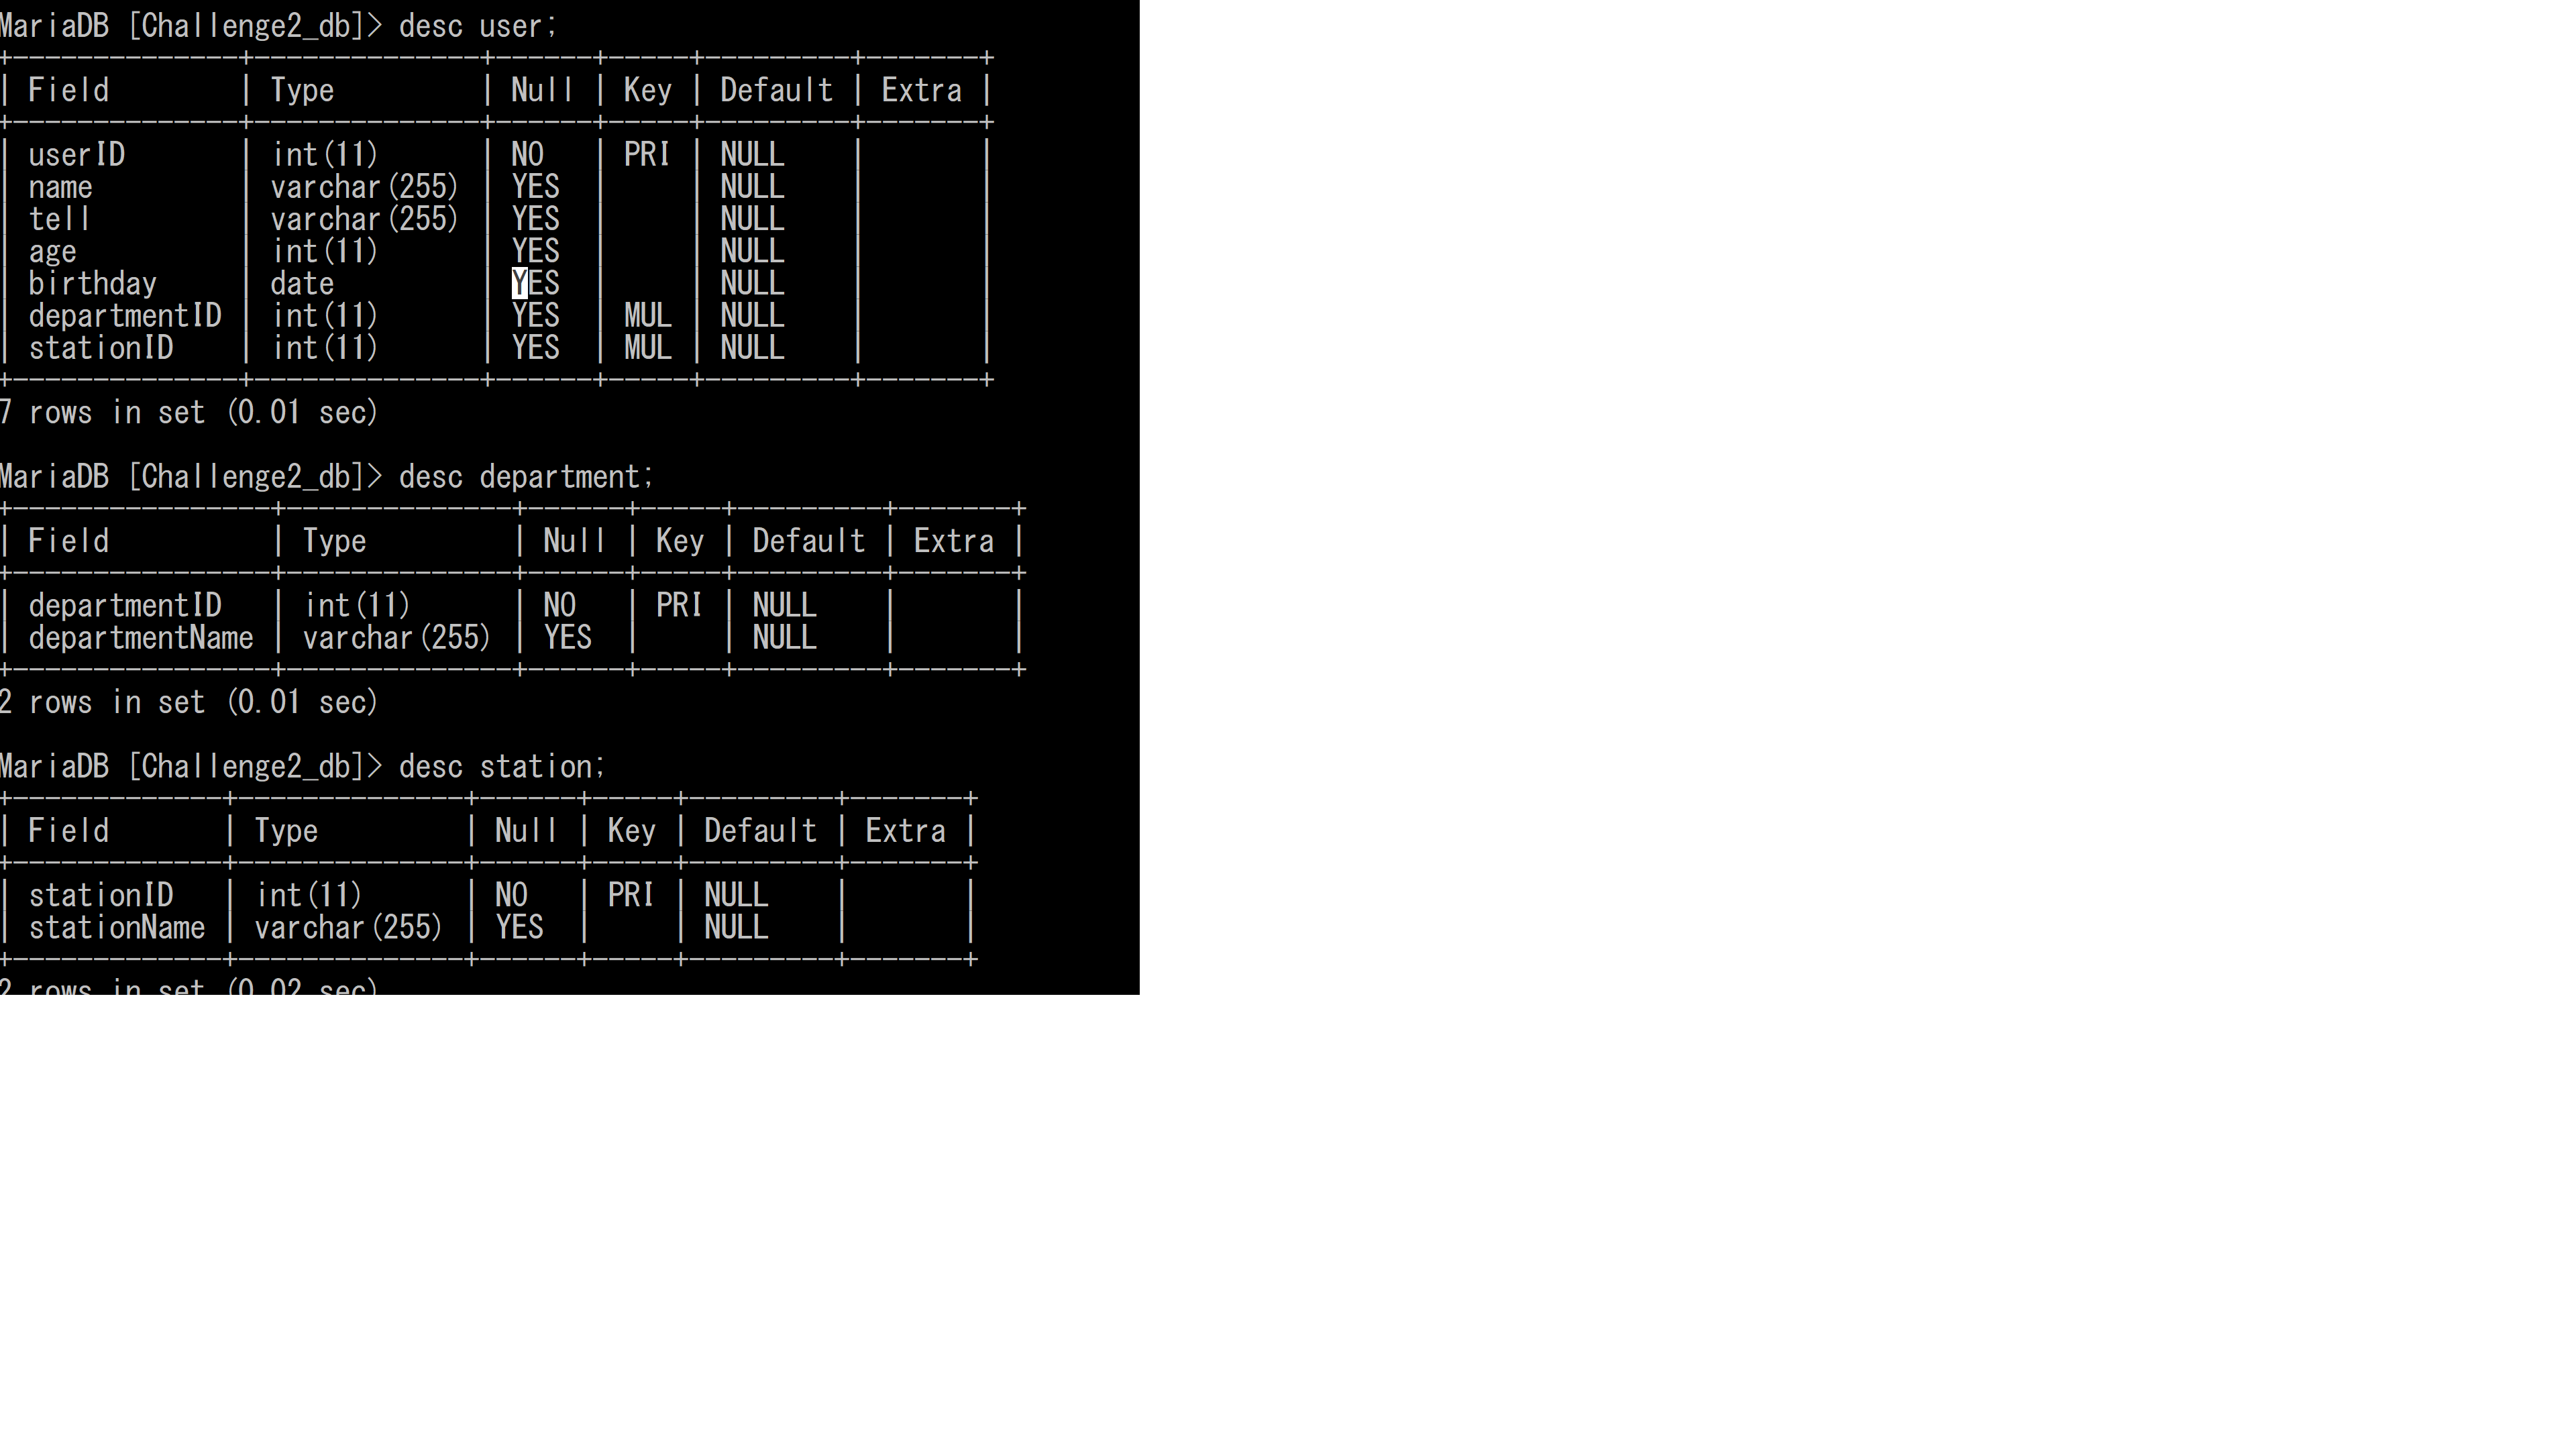 MariaDB [Challenge2_db]> desc user;
+--------------+--------------+------+-----+---------+-------+
| Field        | Type         | Null | Key | Default | Extra |
+--------------+--------------+------+-----+---------+-------+
| userID       | int(11)      | NO   | PRI | NULL    |       |
| name         | varchar(255) | YES  |     | NULL    |       |
| tell         | varchar(255) | YES  |     | NULL    |       |
| age          | int(11)      | YES  |     | NULL    |       |
| birthday     | date         | YES  |     | NULL    |       |
| departmentID | int(11)      | YES  | MUL | NULL    |       |
| stationID    | int(11)      | YES  | MUL | NULL    |       |
+--------------+--------------+------+-----+---------+-------+
7 rows in set (0.01 sec)
MariaDB [Challenge2_db]> desc department;
+----------------+--------------+------+-----+---------+-------+
| Field          | Type         | Null | Key | Default | Extra |
+----------------+--------------+------+-----+---------+-------+
| departmentID   | int(11)      | NO   | PRI | NULL    |       |
| departmentName | varchar(255) | YES  |     | NULL    |       |
+----------------+--------------+------+-----+---------+-------+
2 rows in set (0.01 sec)
MariaDB [Challenge2_db]> desc station;
+-------------+--------------+------+-----+---------+-------+
| Field       | Type         | Null | Key | Default | Extra |
+-------------+--------------+------+-----+---------+-------+
| stationID   | int(11)      | NO   | PRI | NULL    |       |
| stationName | varchar(255) | YES  |     | NULL    |       |
+-------------+--------------+------+-----+---------+-------+
2 rows in set (0.02 sec)